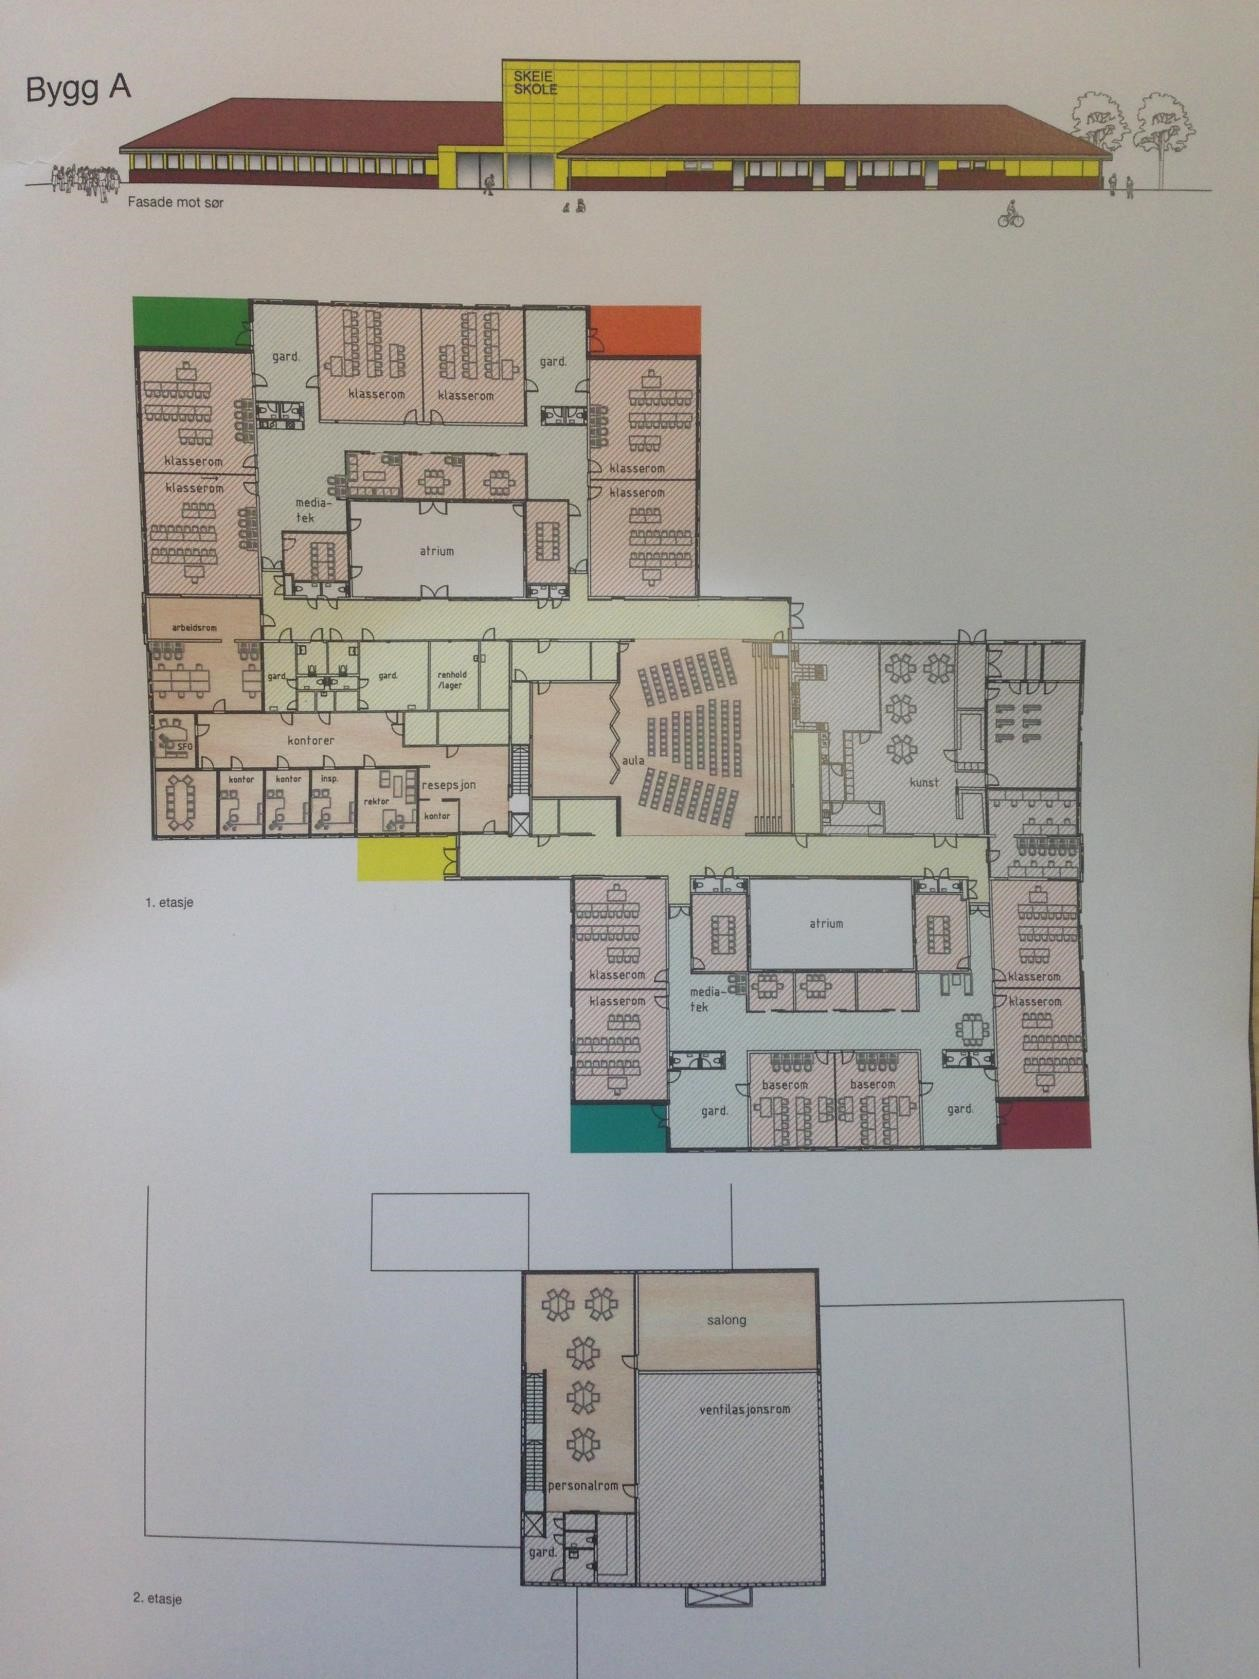 Bygg A
SKEIE
SKOLE
Fasade mot sør
gard.
klasserom
klasserom
gard.
klasserom
klasserom
klasserom
klasserom
media-
tek
atrium
arbeidsrom
gard.
gard.
renhold
/lager
SFO
kontorer
kontor
kontor
insp.
rektor
resepsjon
kontor
aula
kunst
1. etasje
klasserom
klasserom
atrium
media-
tek
klasserom
klasserom
baserom
baserom
gard.
gard.
salong
ventilasjonsrom
personalrom
gard.
2. etasje